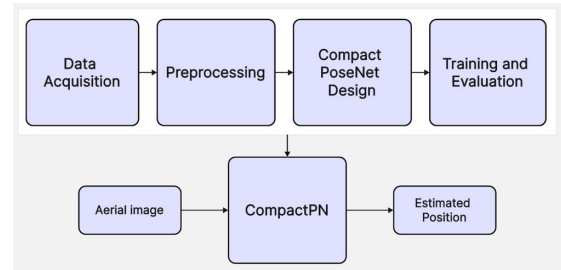 Data
Acquisition
Preprocessing
Compact
PoseNet
Design
Training and
Evaluation
Aerial image
CompactPN
Estimated
Position